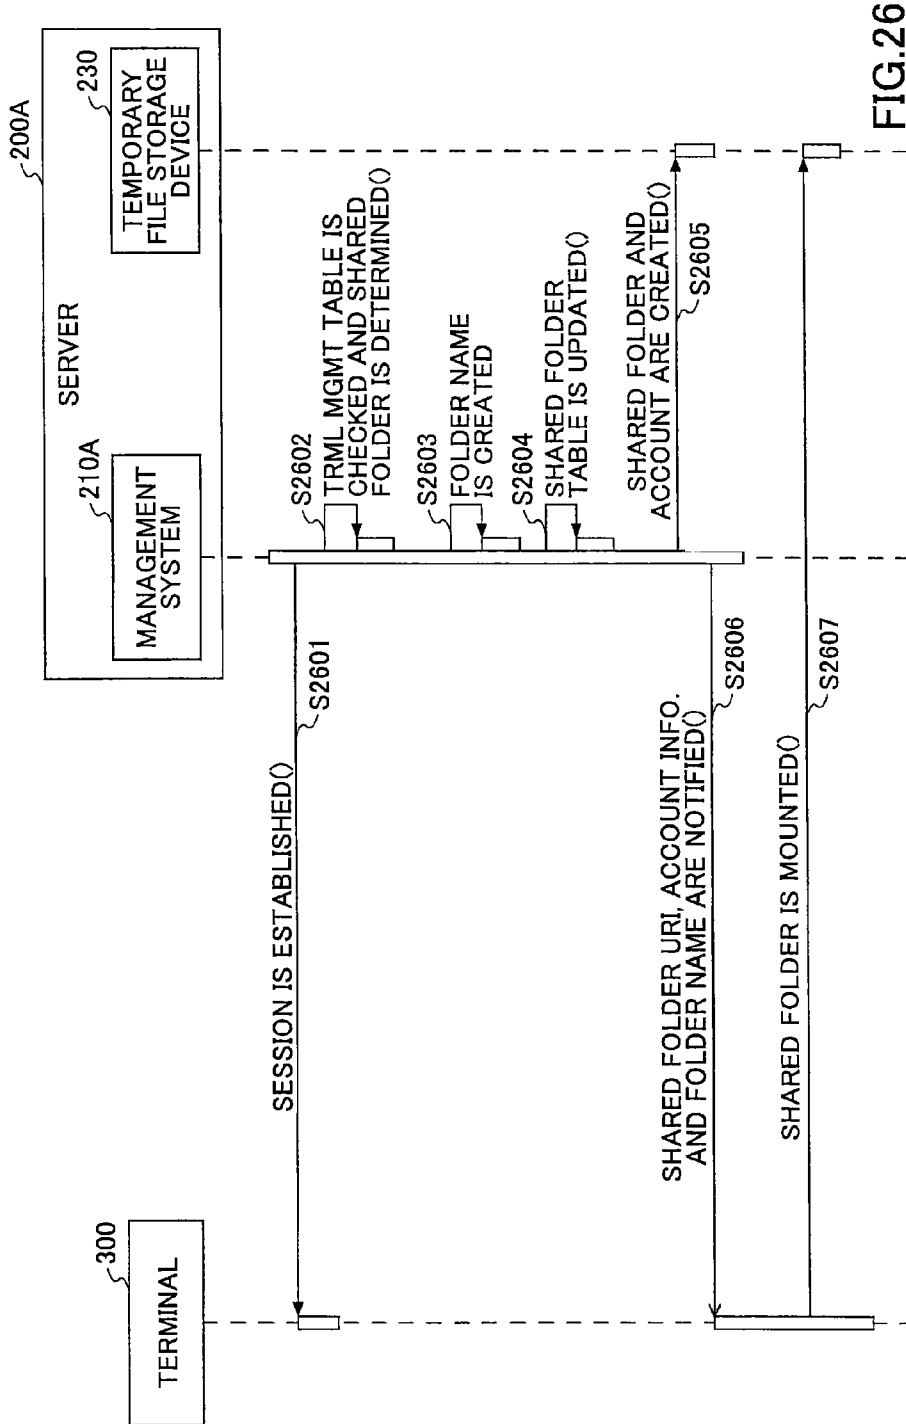 300
TERMINAL
200A
SERVER
210A
MANAGEMENT
SYSTEM
230
TEMPORARY
FILE STORAGE
DEVICE
SESSION IS ESTABLISHED()
S2601
S2602
TRML MGMT TABLE IS
CHECKED AND SHARED
FOLDER IS DETERMINED()
S2603
FOLDER NAME
IS CREATED
S2604
SHARED FOLDER
TABLE IS UPDATED()
SHARED FOLDER AND
ACCOUNT ARE CREATED()
S2605
SHARED FOLDER URI, ACCOUNT INFO.
AND FOLDER NAME ARE NOTIFIED()
S2606
SHARED FOLDER IS MOUNTED()
S2607
FIG.26